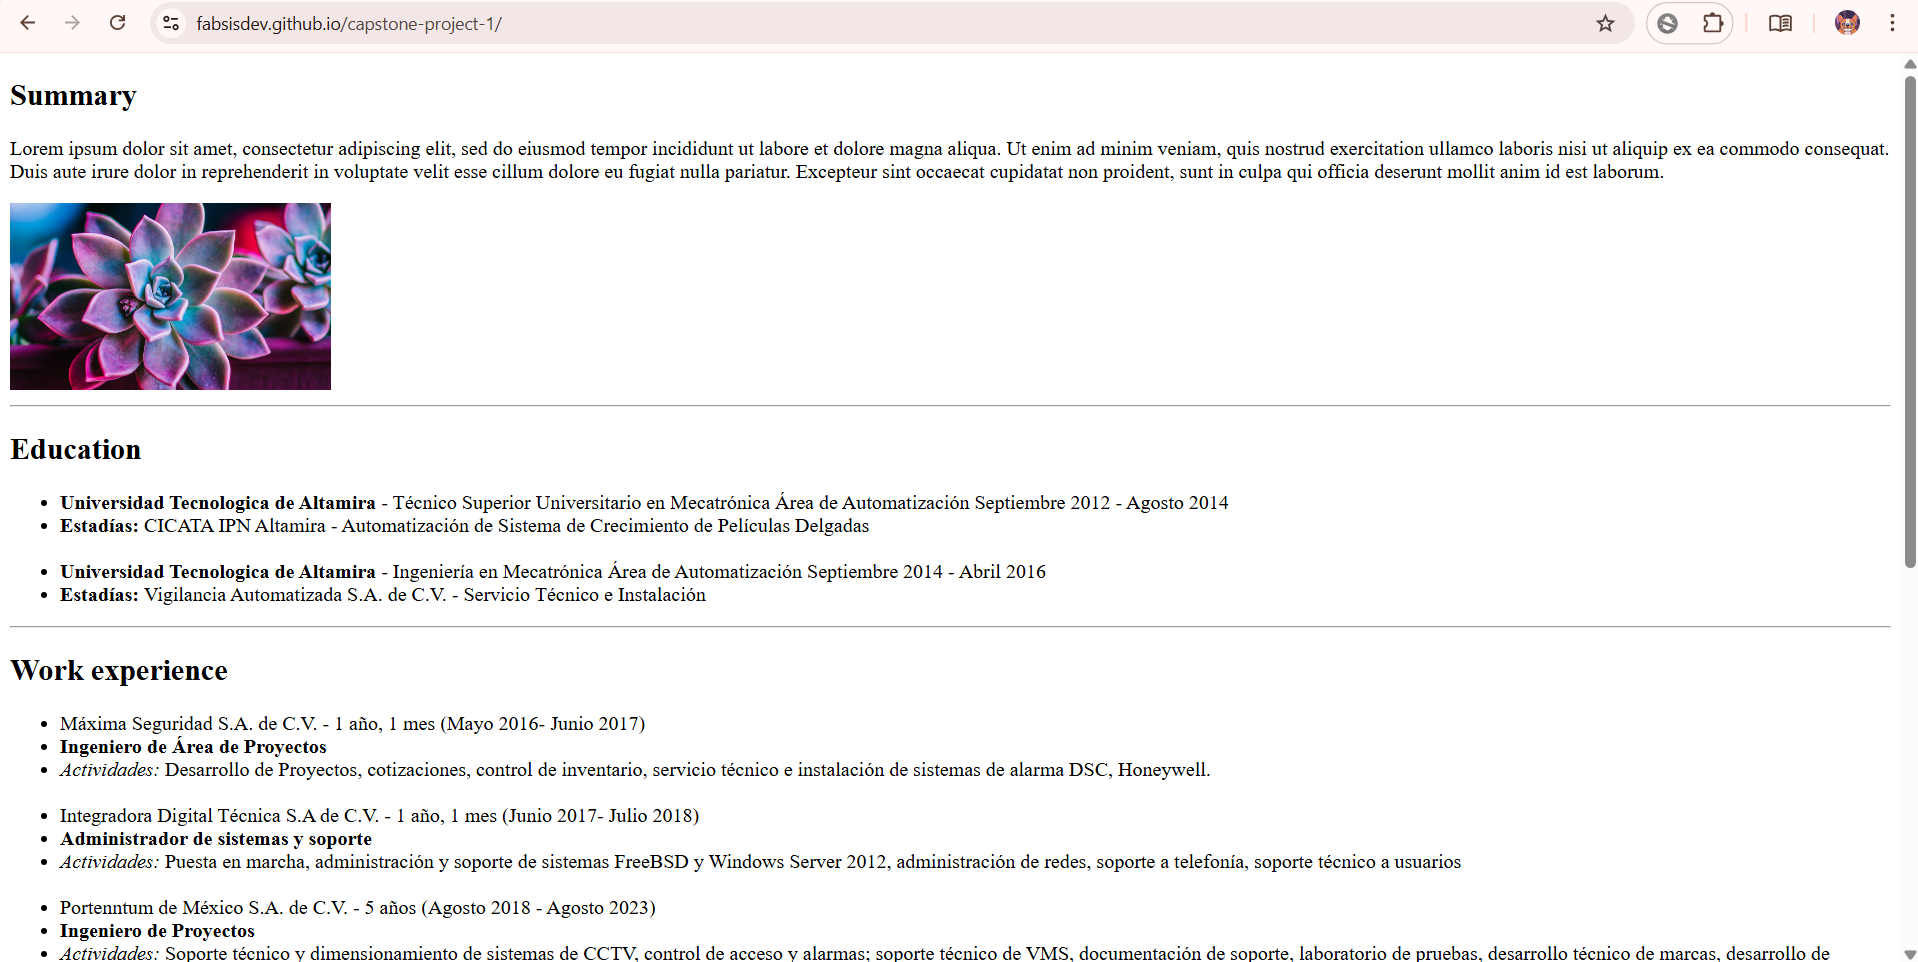 fabsisdev.github.io/capstone-project-1/
Summary
Lorem ipsum dolor sit amet, consectetur adipiscing elit, sed do eiusmod tempor incididunt ut labore et dolore magna aliqua. Ut enim ad minim veniam, quis nostrud exercitation ullamco laboris nisi ut aliquip ex ea commodo consequat.
Duis aute irure dolor in reprehenderit in voluptate velit esse cillum dolore eu fugiat nulla pariatur. Excepteur sint occaecat cupidatat non proident, sunt in culpa qui officia deserunt mollit anim id est laborum.
Education
• Universidad Tecnologica de Altamira - Técnico Superior Universitario en Mecatrónica Área de Automatización Septiembre 2012 - Agosto 2014
• Estadías: CICATA IPN Altamira - Automatización de Sistema de Crecimiento de Películas Delgadas
• Universidad Tecnologica de Altamira - Ingeniería en Mecatrónica Área de Automatización Septiembre 2014 - Abril 2016
• Estadías: Vigilancia Automatizada S.A. de C.V. - Servicio Técnico e Instalación
Work experience
• Máxima Seguridad S.A. de C.V. - 1 año, 1 mes (Mayo 2016- Junio 2017)
• Ingeniero de Área de Proyectos
• Actividades: Desarrollo de Proyectos, cotizaciones, control de inventario, servicio técnico e instalación de sistemas de alarma DSC, Honeywell.
• Integradora Digital Técnica S.A de C.V. - 1 año, 1 mes (Junio 2017- Julio 2018)
• Administrador de sistemas y soporte
• Actividades: Puesta en marcha, administración y soporte de sistemas FreeBSD y Windows Server 2012, administración de redes, soporte a telefonía, soporte técnico a usuarios
• Portenntum de México S.A. de C.V. - 5 años (Agosto 2018 - Agosto 2023)
• Ingeniero de Proyectos
• Actividades: Soporte técnico y dimensionamiento de sistemas de CCTV, control de acceso y alarmas; soporte técnico de VMS, documentación de soporte, laboratorio de pruebas, desarrollo técnico de marcas, desarrollo de